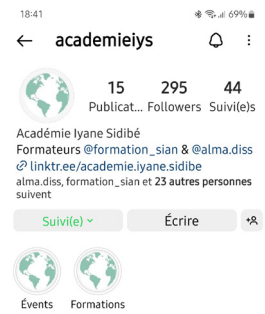 18:41 69%
academieiys
15 295 44
Publicat... Followers Suivi(e)s
Académie Iyane Sidibé
Formateurs @formation_sian & @alma.diss
linktr.ee/academie.iyane.sidibe
alma.diss, formation_sian et 23 autres personnes
suivent
Suivi(e) Écrire
Évents Formations